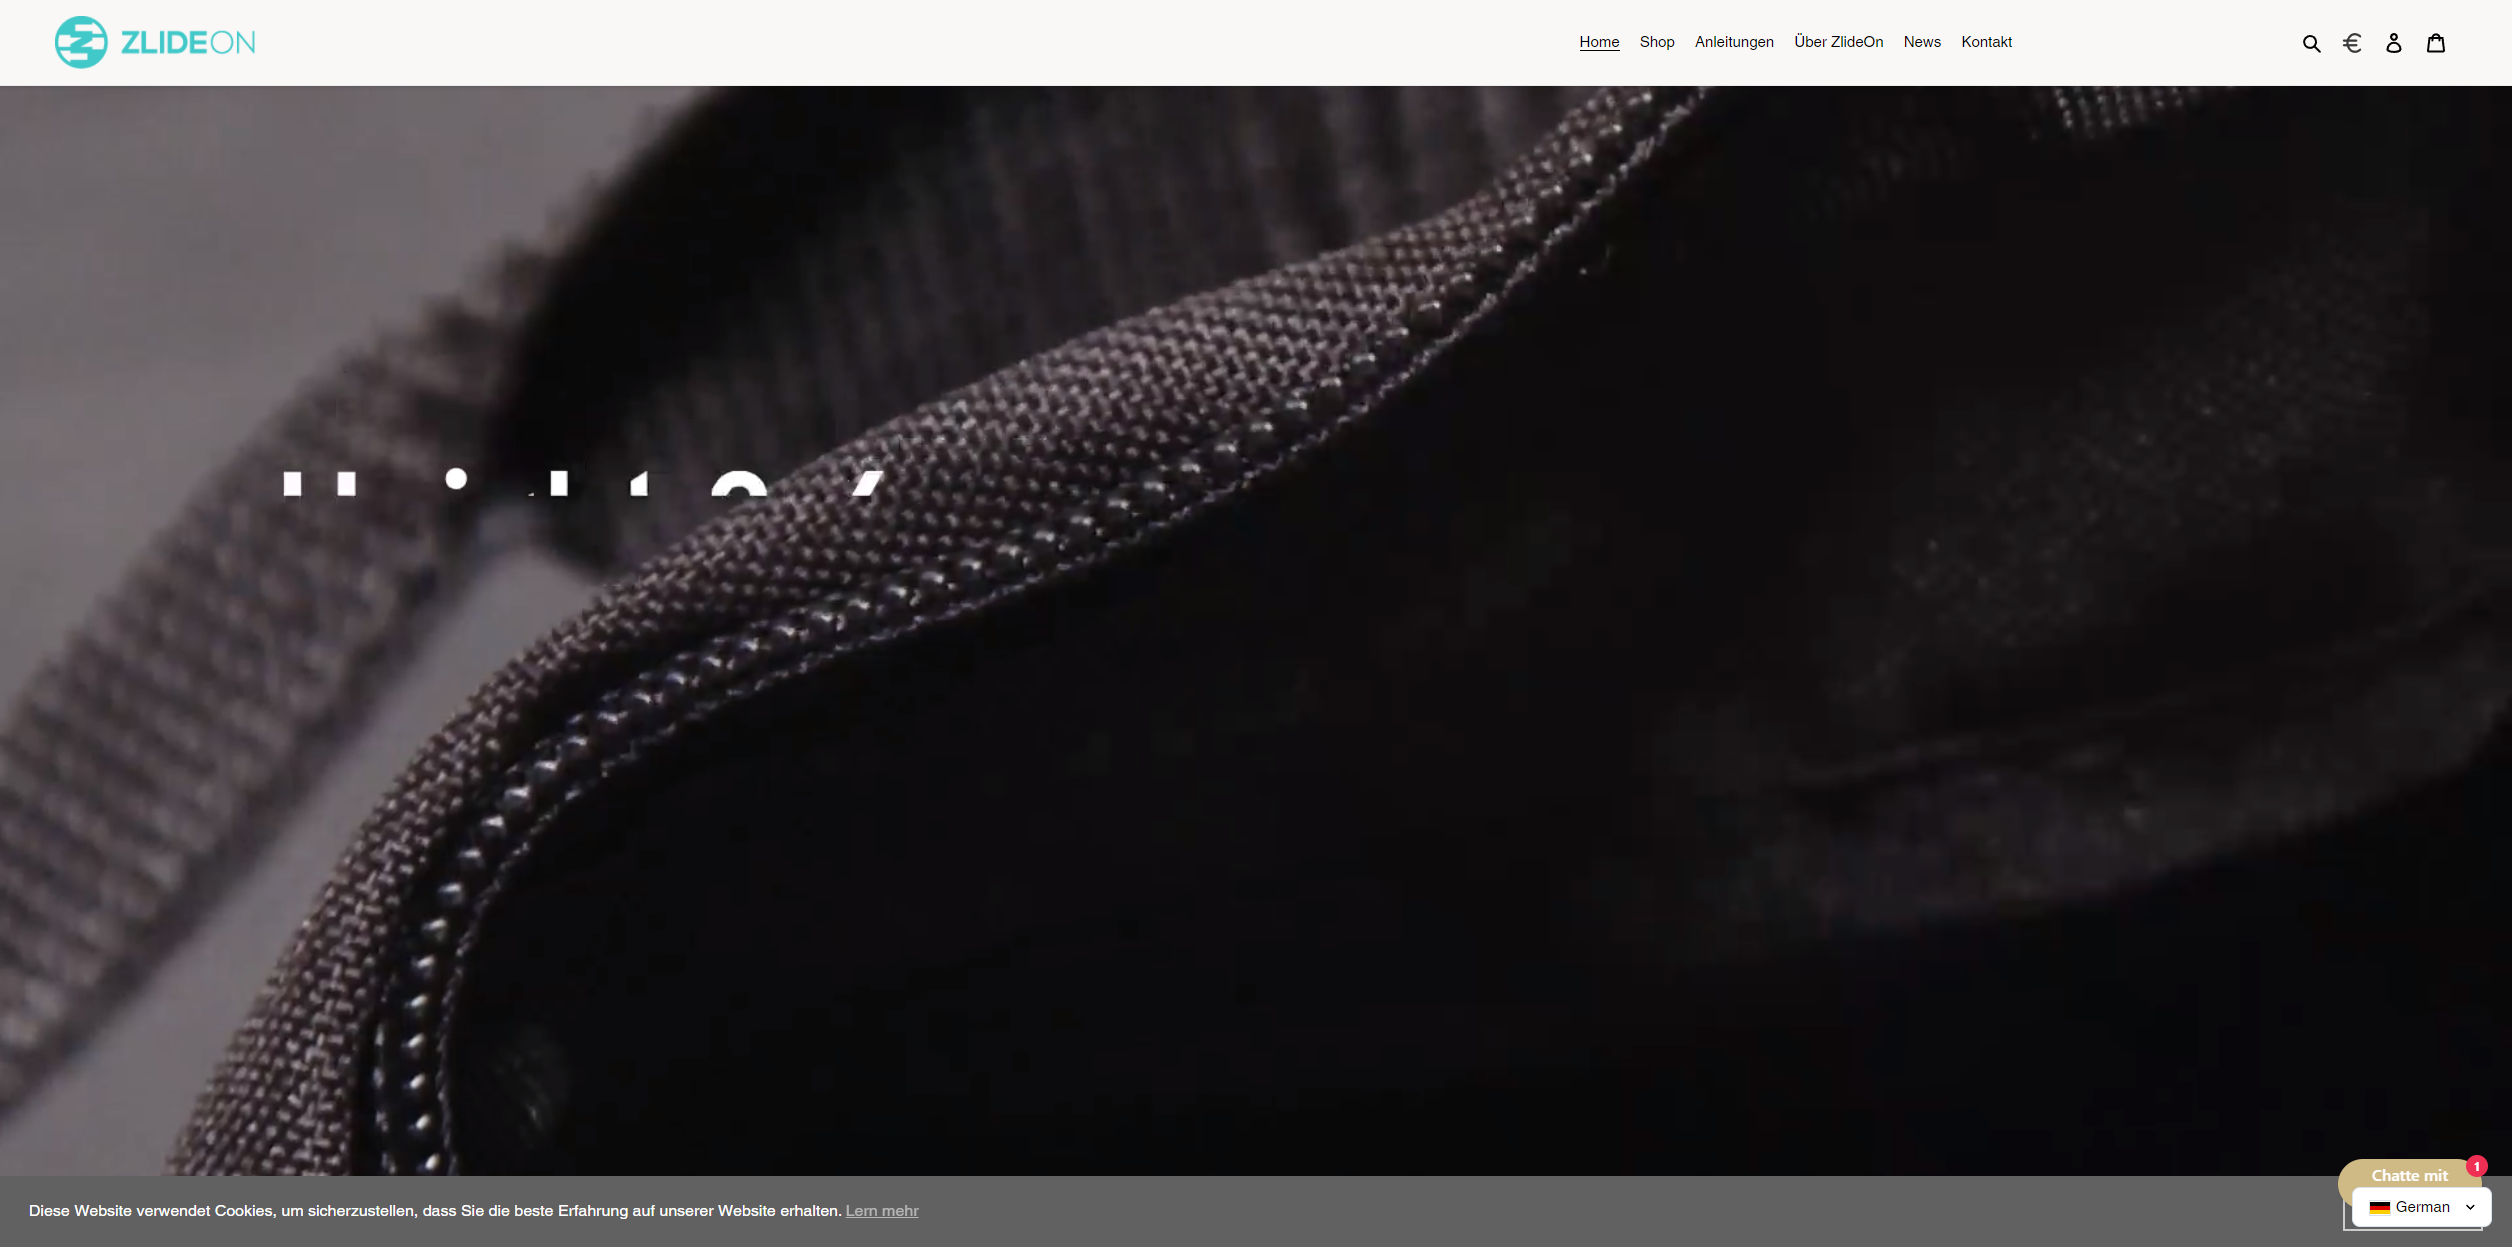 ZLIDEON
Home Shop Anleitungen Über ZlideOn News Kontakt
€
Diese Website verwendet Cookies, um sicherzustellen, dass Sie die beste Erfahrung auf unserer Website erhalten. Lern mehr
Chatte mit
1
German